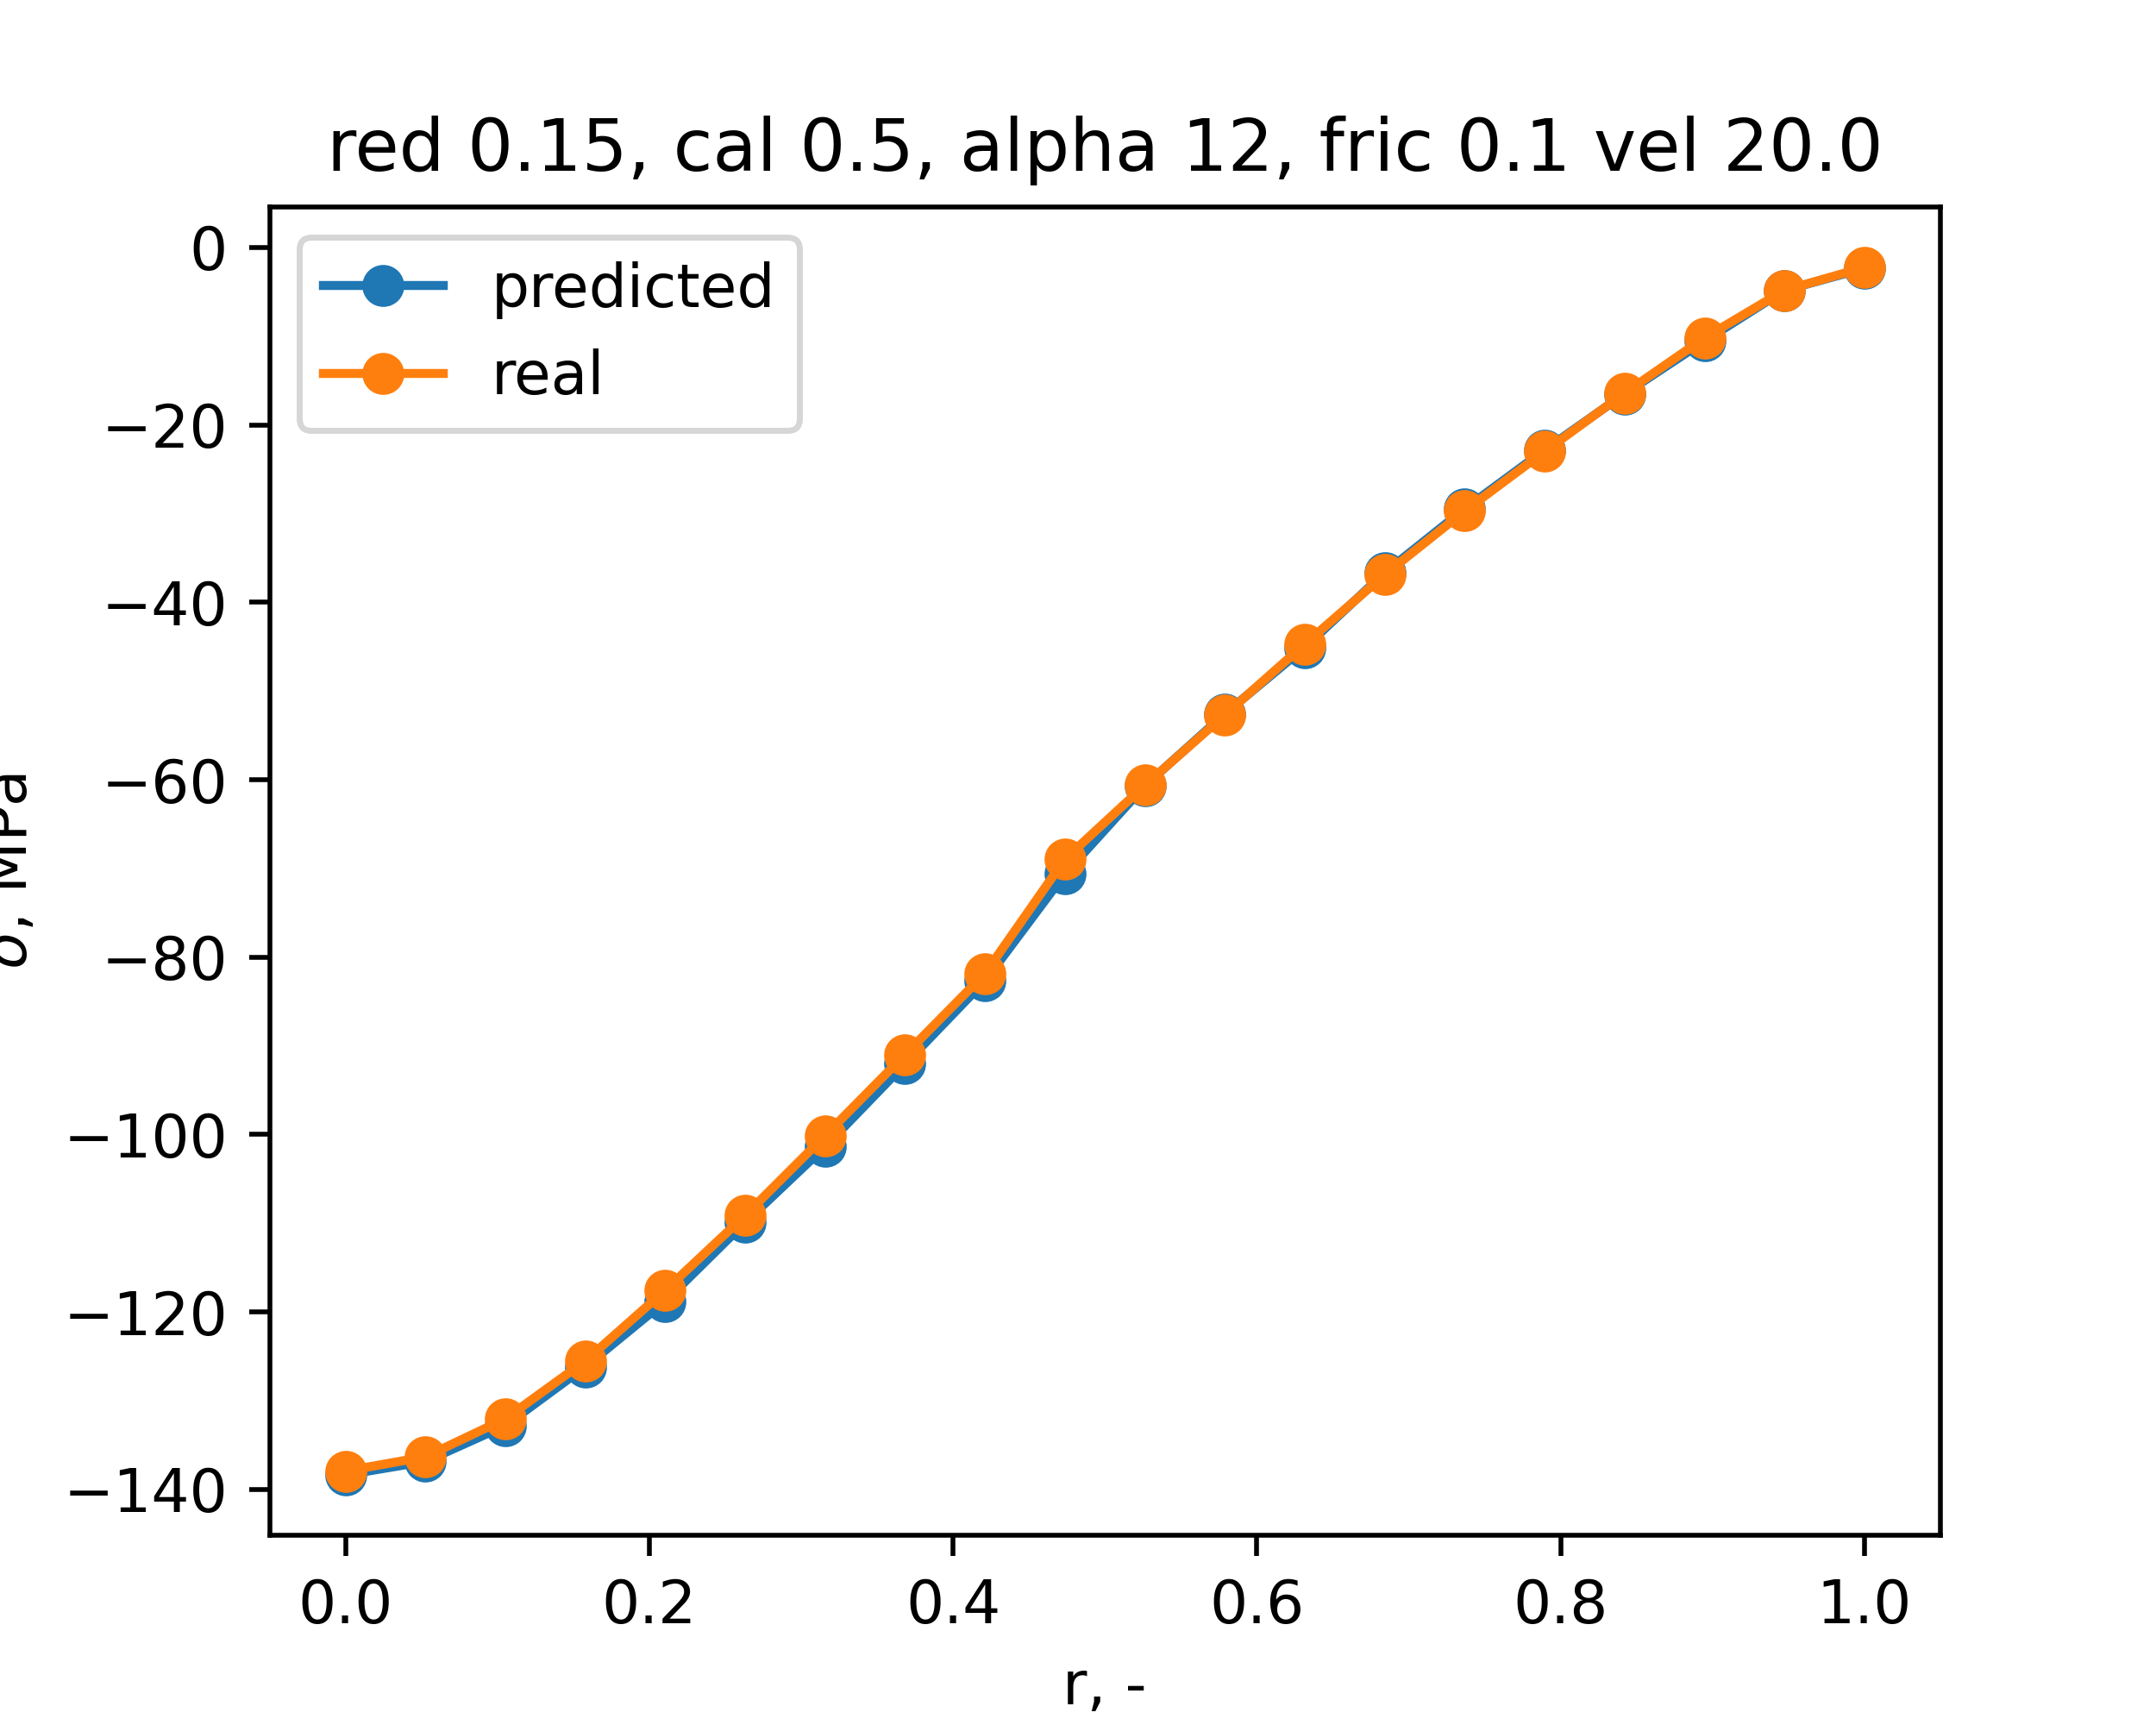 red 0.15, cal 0.5, alpha 12, fric 0.1 vel 20.0
predicted
real
0
−20
−40
−60
−80
−100
−120
−140
, MPa
0.0 0.2 0.4 0.6 0.8 1.0
r, -